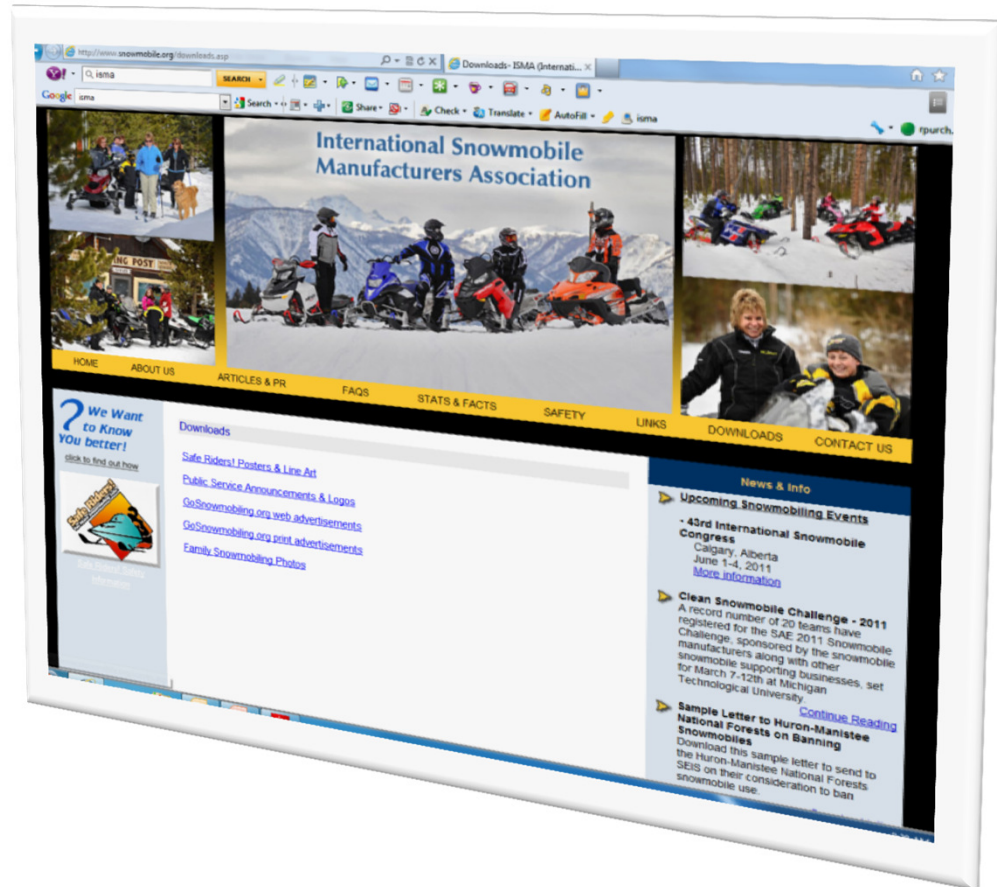 http://www.snowmobile.org/downloads.asp
Downloads- ISMA (Internati...
Y!
isma
SEARCH
Google
isma
Search
Share
Check
Translate
AutoFill
isma
rpurch.
International Snowmobile
Manufacturers Association
NG POST
HOME
ABOUT US
ARTICLES & PR
FAQS
STATS & FACTS
SAFETY
LINKS
DOWNLOADS
CONTACT US
? We Want
to Know
YOu better!
click to find out how
Safe Riders!
information
Downloads
Safe Riders! Posters & Line Art
Public Service Announcements & Logos
GoSnowmobiling.org web advertisements
GoSnowmobiling.org print advertisements
Family Snowmobiling Photos
News & Info
Upcoming Snowmobiling Events
- 43rd International Snowmobile
Congress
Calgary, Alberta
June 1-4, 2011
More information
Clean Snowmobile Challenge - 2011
A record number of 20 teams have
registered for the SAE 2011 Snowmobile
Challenge, sponsored by the snowmobile
manufacturers along with other
snowmobile supporting businesses, set
for March 7-12th at Michigan
Technological University.
Continue Reading
Sample Letter to Huron-Manistee
National Forests on Banning
Snowmobiles
Download this sample letter to send to
the Huron-Manistee National Forests
SEIS on their consideration to ban
snowmobile use.